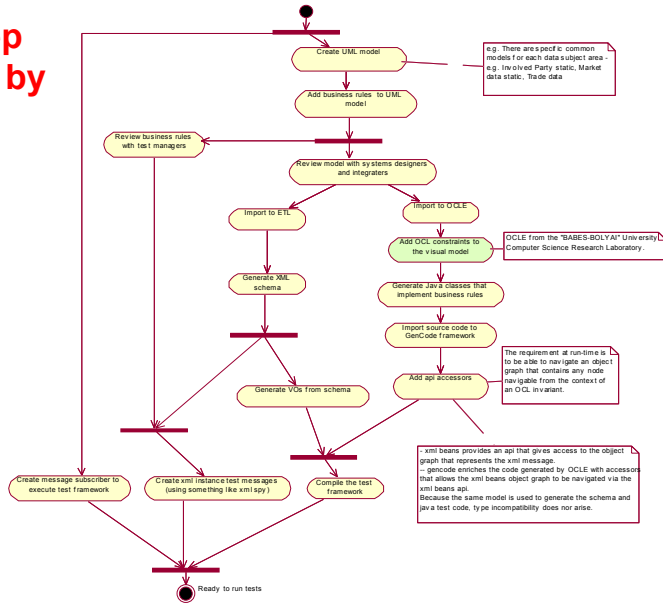 p
by
Create UML model
e.g. There are specific common
models for each data subject area -
e.g. Involved Party static, Market
data static, Trade data
Add business rules to UML
model
Review business rules
with test managers
Review model with systems designers
and integraters
Import to ETL
Import to OCLE
Add OCL constraints to
the visual model
OCLE from the "BABES-BOLYAI" University
Computer Science Research Laboratory.
Generate XML
schema
Generate Java classes that
implement business rules
Import source code to
GenCode framework
The requirement at run-time is
to be able to navigate an object
graph that contains any node
navigable from the context of
an OCL invariant.
Add api accessors
Generate VOs from schema
- xml beans provides an api that gives access to the obkject
graph that represents the xml message.
-- gencode enriches the code generated by OCLE with accessors
that allows the xml beans object graph to be navigated via the
xml beans api.
Because the same model is used to generate the schema and
java test code, type incompatibility does nor arise.
Create message subscriber to
execute test framework
Create xml instance test messages
(using something like xml spy)
Compile the test
framework
Ready to run tests